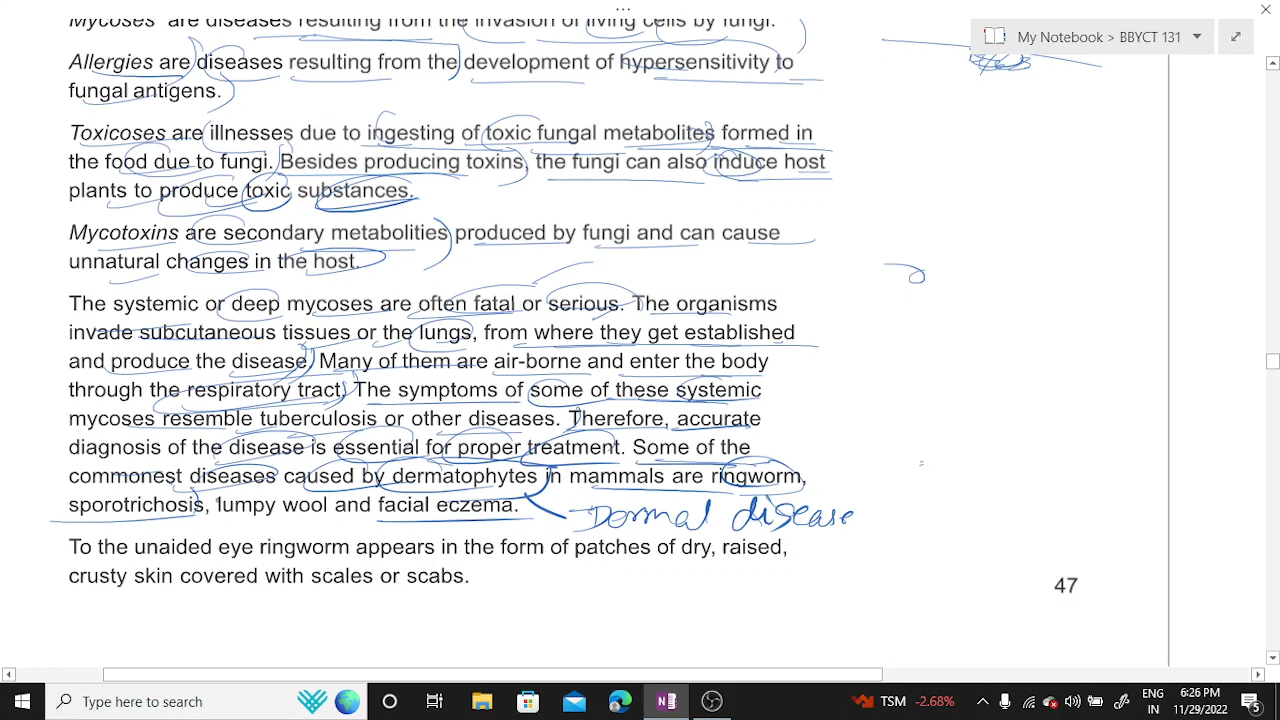 Mycoses are diseases resulting from the invasion of living cells by fungi.
My Notebook > BBYCT 131
Allergies are diseases resulting from the development of hypersensitivity to
fungal antigens.
Toxicoses are illnesses due to ingesting of toxic fungal metabolites formed in
the food due to fungi. Besides producing toxins, the fungi can also induce host
plants to produce toxic substances.
Mycotoxins are secondary metabolities produced by fungi and can cause
unnatural changes in the host.
The systemic or deep mycoses are often fatal or serious. The organisms
invade subcutaneous tissues or the lungs, from where they get established
and produce the disease. Many of them are air-borne and enter the body
through the respiratory tract. The symptoms of some of these systemic
mycoses resemble tuberculosis or other diseases. Therefore, accurate
diagnosis of the disease is essential for proper treatment. Some of the
commonest diseases caused by dermatophytes in mammals are ringworm,
sporotrichosis, lumpy wool and facial eczema.
Dormal disease
To the unaided eye ringworm appears in the form of patches of dry, raised,
crusty skin covered with scales or scabs.
47
Type here to search
TSM -2.68%
ENG
IN
6:26 PM
11/29/2022
5